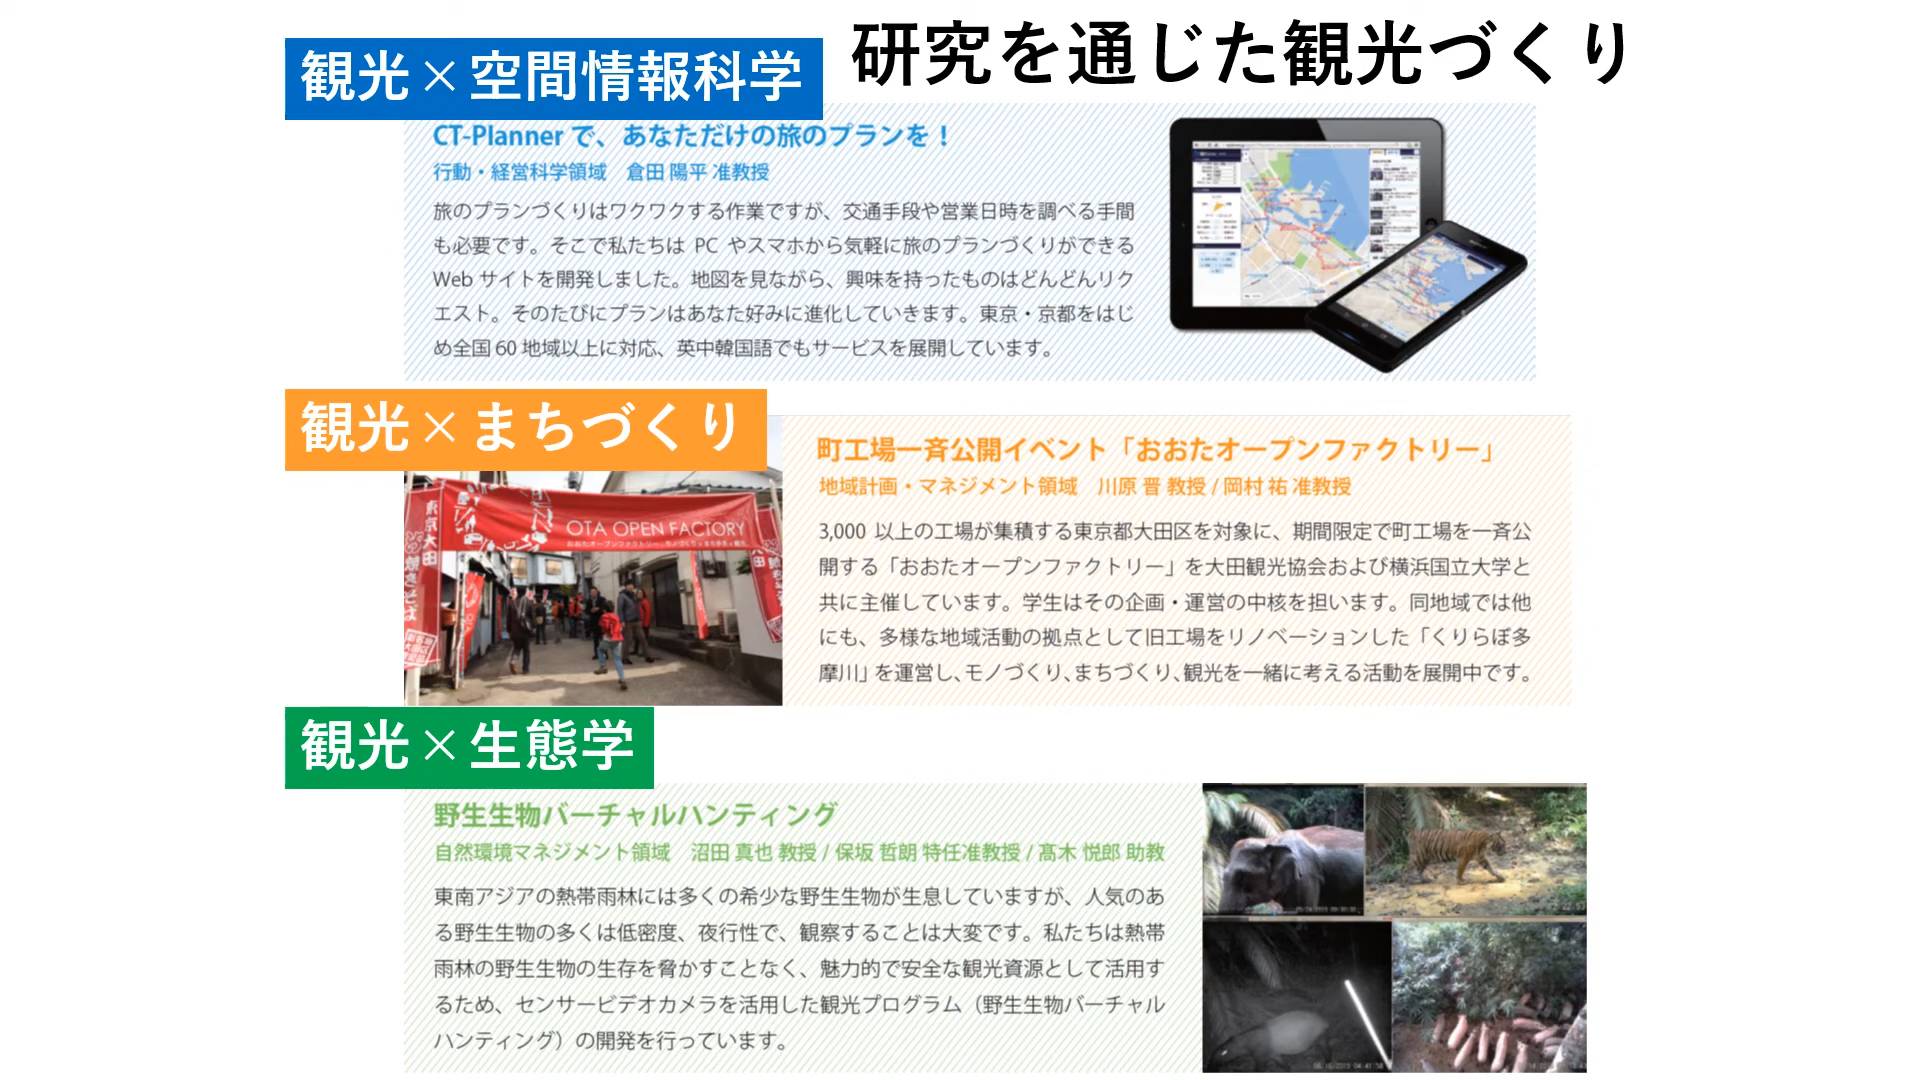 研究を通じた観光づくり
観光×空間情報科学
CT-Planner で、あなただけの旅のプランを！
行動・経営科学領域　倉田 陽平 准教授
旅のプランづくりはワクワクする作業ですが、交通手段や営業日時を調べる手間
も必要です。そこで私たちは PC やスマホから気軽に旅のプランづくりができる
Web サイトを開発しました。地図を見ながら、興味を持ったものはどんどんリク
エスト。そのたびにプランはあなた好みに進化していきます。東京・京都をはじ
め全国 60 地域以上に対応、英中韓国語でもサービスを展開しています。
観光×まちづくり
OTA OPEN FACTORY
東京大田
町工場一斉公開イベント「おおたオープンファクトリー」
地域計画・マネジメント領域　川原 晋 教授 / 岡村 祐 准教授
3,000 以上の工場が集積する東京都大田区を対象に、期間限定で町工場を一斉公
開する「おおたオープンファクトリー」を大田観光協会および横浜国立大学と
共に主催しています。学生はその企画・運営の中核を担います。同地域では他
にも、多様な地域活動の拠点として旧工場をリノベーションした「くりらぼ多
摩川」を運営し､モノづくり､まちづくり､観光を一緒に考える活動を展開中です。
観光×生態学
野生生物バーチャルハンティング
自然環境マネジメント領域　沼田 真也 教授 / 保坂 哲朗 特任准教授 / 髙木 悦郎 助教
東南アジアの熱帯雨林には多くの希少な野生生物が生息していますが、人気のあ
る野生生物の多くは低密度、夜行性で、観察することは大変です。私たちは熱帯
雨林の野生生物の生存を脅かすことなく、魅力的で安全な観光資源として活用す
るため、センサービデオカメラを活用した観光プログラム（野生生物バーチャル
ハンティング）の開発を行っています。